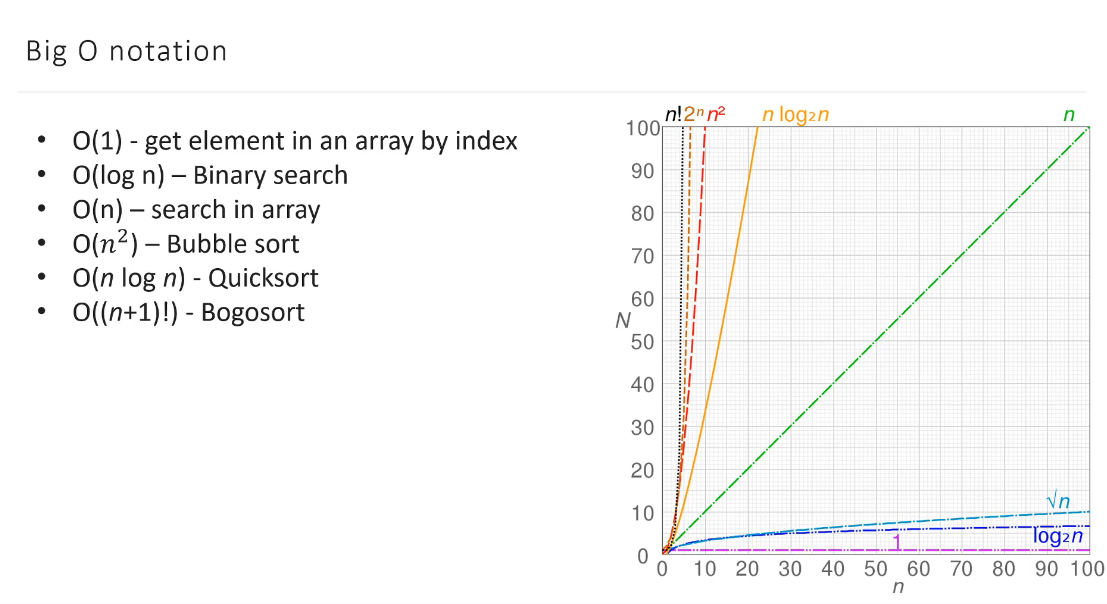 Big O notation
• O(1) - get element in an array by index
• O(log n) – Binary search
• O(n) – search in array
• O(n²) – Bubble sort
• O(n log n) - Quicksort
• O((n+1)!) - Bogosort
n! 2ⁿ n² n log₂n n
100
90
80
70
60
N
50
40
30
20
√n
10
log₂n
1
0
0 10 20 30 40 50 60 70 80 90 100
n